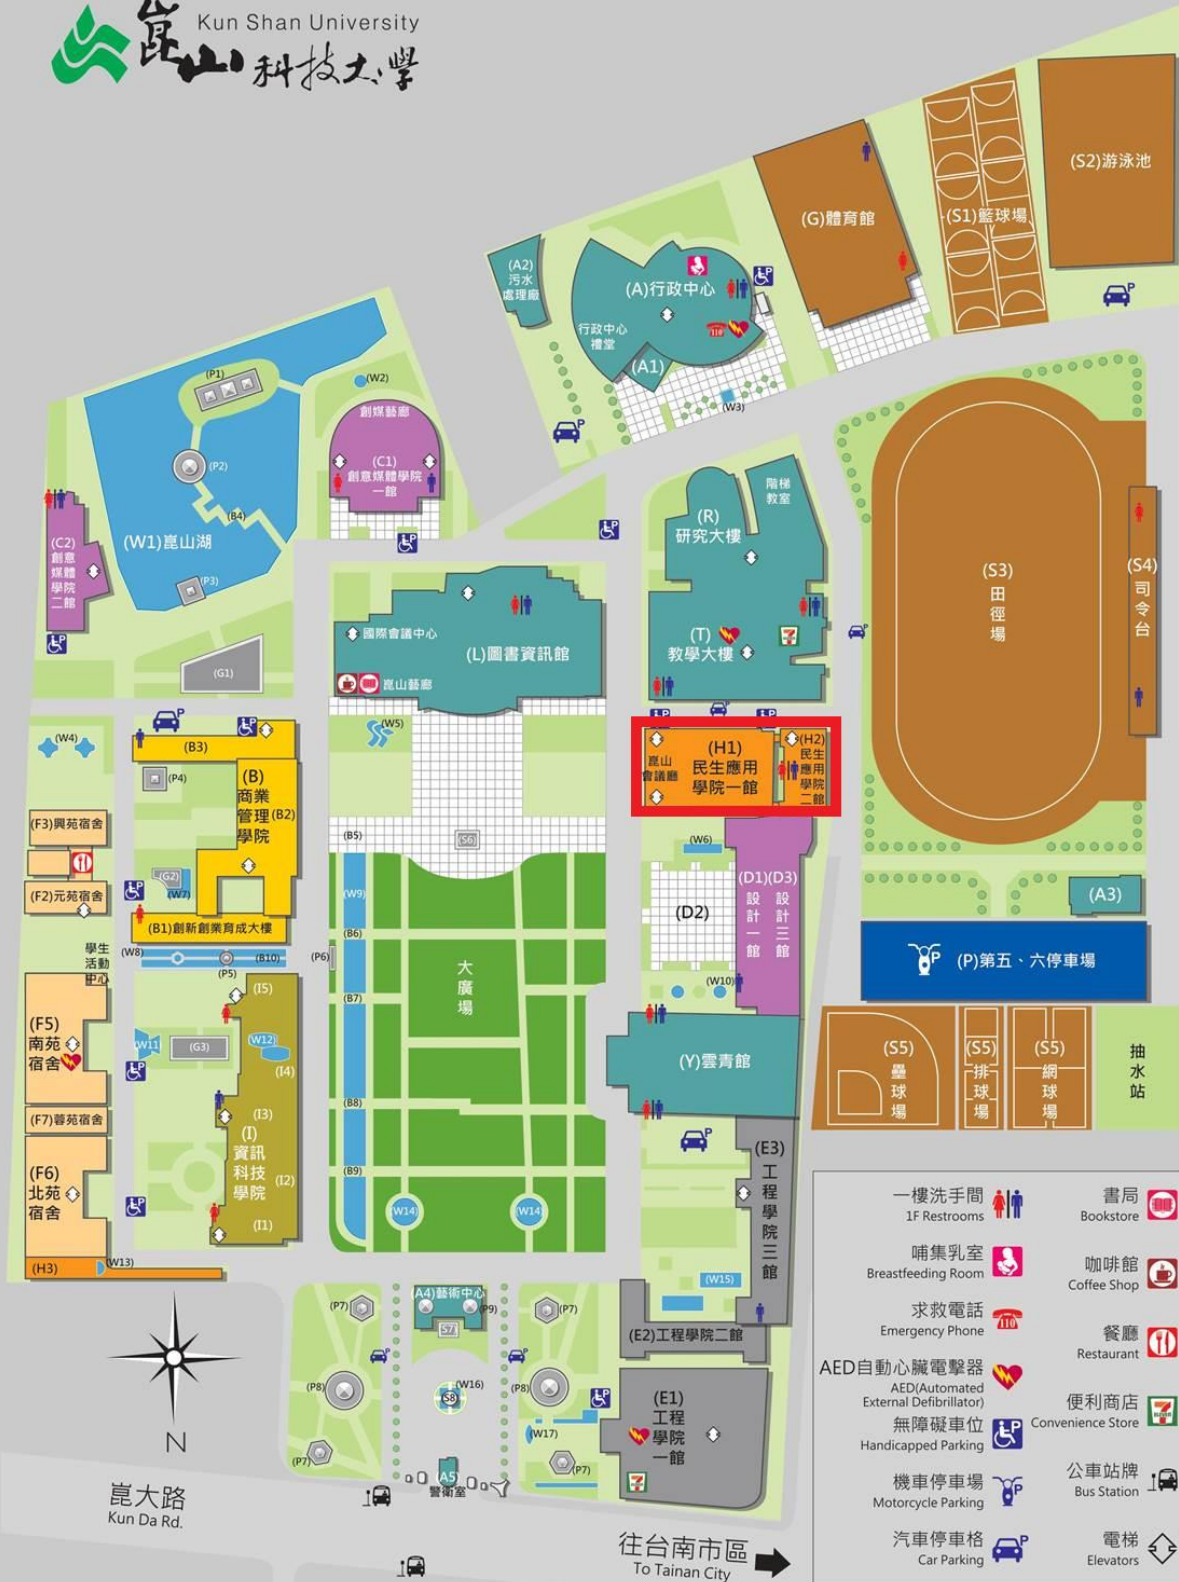 Kun Shan University
崑山科技大學
(S2)游泳池
(G)體育館
(S1)籃球場
(A2)
污水
處理廠
(A)行政中心
行政中心
禮堂
(A1)
(W3)
(P1)
(W2)
創媒藝廊
(C1)
創意媒體學院
一館
(P2)
(B4)
(W1)崑山湖
(P3)
(C2)
創意
媒體
學院
二館
(G1)
階梯
教室
(R)
研究大樓
(T)
教學大樓
(S3)
田
徑
場
(S4)
司
令
台
國際會議中心
(L)圖書資訊館
崑山藝廊
(W5)
(W4)
(B3)
(P4)
(B)
商業
管理
學院
(B2)
(F3)興苑宿舍
(F2)元苑宿舍
(G2)
(W7)
(B1)創新創業育成大樓
(H1)
民生應用
學院一館
崑山
會議廳
(H2)
民生
應用
學院
二館
(B5)
(S6)
(W6)
(D1)(D3)
設
計
一
館
設
計
三
館
(D2)
(W9)
(B6)
(A3)
(W8)
(B10)
(P5)
(P6)
學生
活動
中心
大
廣
場
(P)第五、六停車場
(W10)
(B7)
(I5)
(F5)
南苑
宿舍
(W11)
(G3)
(W12)
(I4)
(Y)雲青館
(S5)
壘
球
場
(S5)
排
球
場
(S5)
網
球
場
抽
水
站
(F7)蓉苑宿舍
(I3)
(B8)
(I)
資訊
科技
學院
(I2)
(I1)
(F6)
北苑
宿舍
(B9)
(E3)
工
程
學
院
三
館
(W14)
(W14)
(H3)
(W13)
(W15)
(A4)藝術中心
(P7)
(P9)
(P7)
(S7)
(E2)工程學院二館
(P8)
(W16)
(S8)
(P8)
(E1)
工程
學院
一館
(W17)
(P7)
(P7)
(A5)
警衛室
N
崑大路
Kun Da Rd.
往台南市區
To Tainan City
一樓洗手間
1F Restrooms
書局
Bookstore
哺集乳室
Breastfeeding Room
咖啡館
Coffee Shop
求救電話
Emergency Phone
110
餐廳
Restaurant
AED自動心臟電擊器
AED(Automated
External Defibrillator)
便利商店
Convenience Store
無障礙車位
Handicapped Parking
公車站牌
Bus Station
機車停車場
Motorcycle Parking
汽車停車格
Car Parking
電梯
Elevators